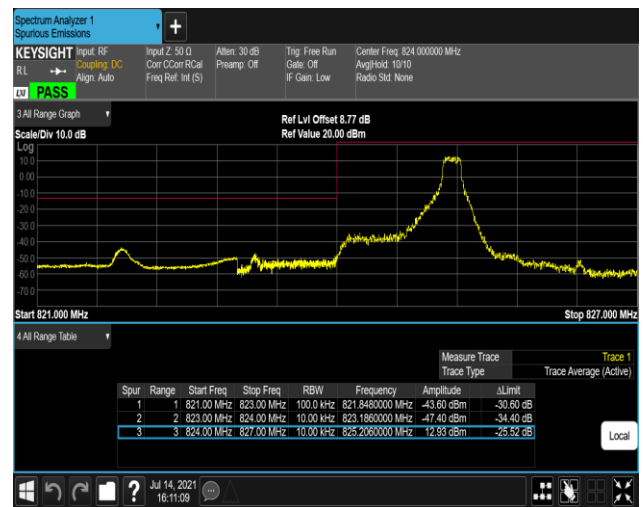 Spectrum Analyzer 1
Spurious Emissions
+
KEYSIGHT Input: RF Input Z: 50 Ω Atten: 30 dB Trig: Free Run Center Freq: 824.000000 MHz
RL Coupling: DC Corr CCorr RCal Preamp: Off Gate: Off Avg|Hold: 10/10
Align: Auto Freq Ref: Int (S) IF Gain: Low Radio Std: None
LXI PASS
3 All Range Graph
Ref Lvl Offset 8.77 dB
Scale/Div 10.0 dB Ref Value 20.00 dBm
Log
10.0
0.00
-10.0
-20.0
-30.0
-40.0
-50.0
-60.0
-70.0
Start 821.000 MHz Stop 827.000 MHz
4 All Range Table
Measure Trace Trace 1
Trace Type Trace Average (Active)
Spur Range Start Freq Stop Freq RBW Frequency Amplitude ΔLimit
1 1 821.00 MHz 823.00 MHz 100.0 kHz 821.8480000 MHz -43.60 dBm -30.60 dB
2 2 823.00 MHz 824.00 MHz 10.00 kHz 823.1860000 MHz -47.40 dBm -34.40 dB
3 3 824.00 MHz 827.00 MHz 10.00 kHz 825.2060000 MHz 12.93 dBm -25.52 dB
Local
? Jul 14, 2021
16:11:09